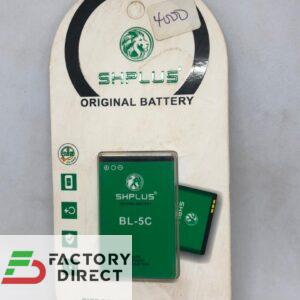 4000
SHPLUS
ORIGINAL BATTERY
SHPLUS
BL-5C
FACTORY
DIRECT